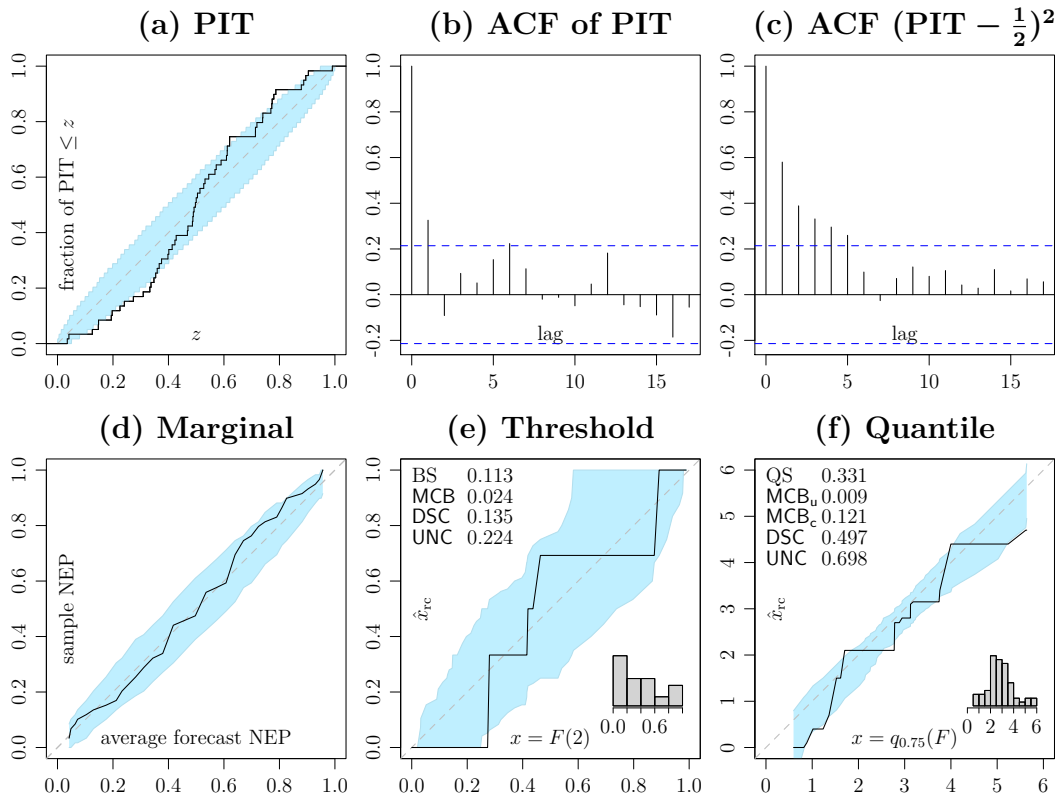 (a) PIT
(b) ACF of PIT
(c) ACF (PIT − 1/2)²
fraction of PIT ≤ z
z
0.0 0.2 0.4 0.6 0.8 1.0
0.0 0.2 0.4 0.6 0.8 1.0
lag
-0.2 0.0 0.2 0.4 0.6 0.8 1.0
0 5 10 15
lag
-0.2 0.0 0.2 0.4 0.6 0.8 1.0
0 5 10 15
(d) Marginal
(e) Threshold
(f) Quantile
sample NEP
average forecast NEP
0.0 0.2 0.4 0.6 0.8 1.0
0.0 0.2 0.4 0.6 0.8 1.0
BS 0.113
MCB 0.024
DSC 0.135
UNC 0.224
x̂rc
x = F(2)
0.0 0.6
0.0 0.2 0.4 0.6 0.8 1.0
0.0 0.2 0.4 0.6 0.8 1.0
QS 0.331
MCBu 0.009
MCBc 0.121
DSC 0.497
UNC 0.698
x̂rc
x = q0.75(F)
0 2 4 6
0 1 2 3 4 5 6
0 1 2 3 4 5 6